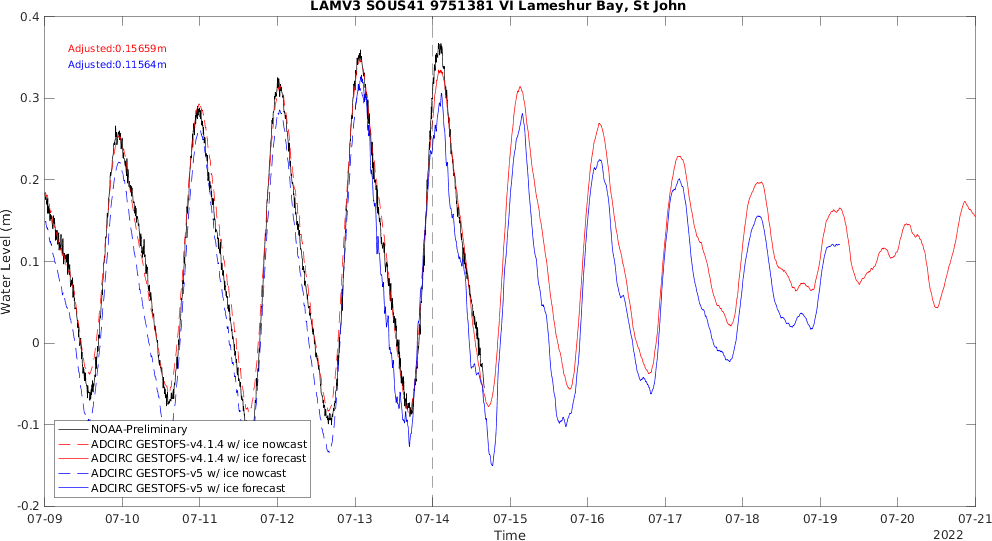 LAMV3 SOUS41 9751381 VI Lameshur Bay, St John
0.4
0.3
0.2
0.1
0
-0.1
-0.2
Water Level (m)
Adjusted:0.15659m
Adjusted:0.11564m
NOAA-Preliminary
ADCIRC GESTOFS-v4.1.4 w/ ice nowcast
ADCIRC GESTOFS-v4.1.4 w/ ice forecast
ADCIRC GESTOFS-v5 w/ ice nowcast
ADCIRC GESTOFS-v5 w/ ice forecast
07-09 07-10 07-11 07-12 07-13 07-14 07-15 07-16 07-17 07-18 07-19 07-20 07-21
Time
2022